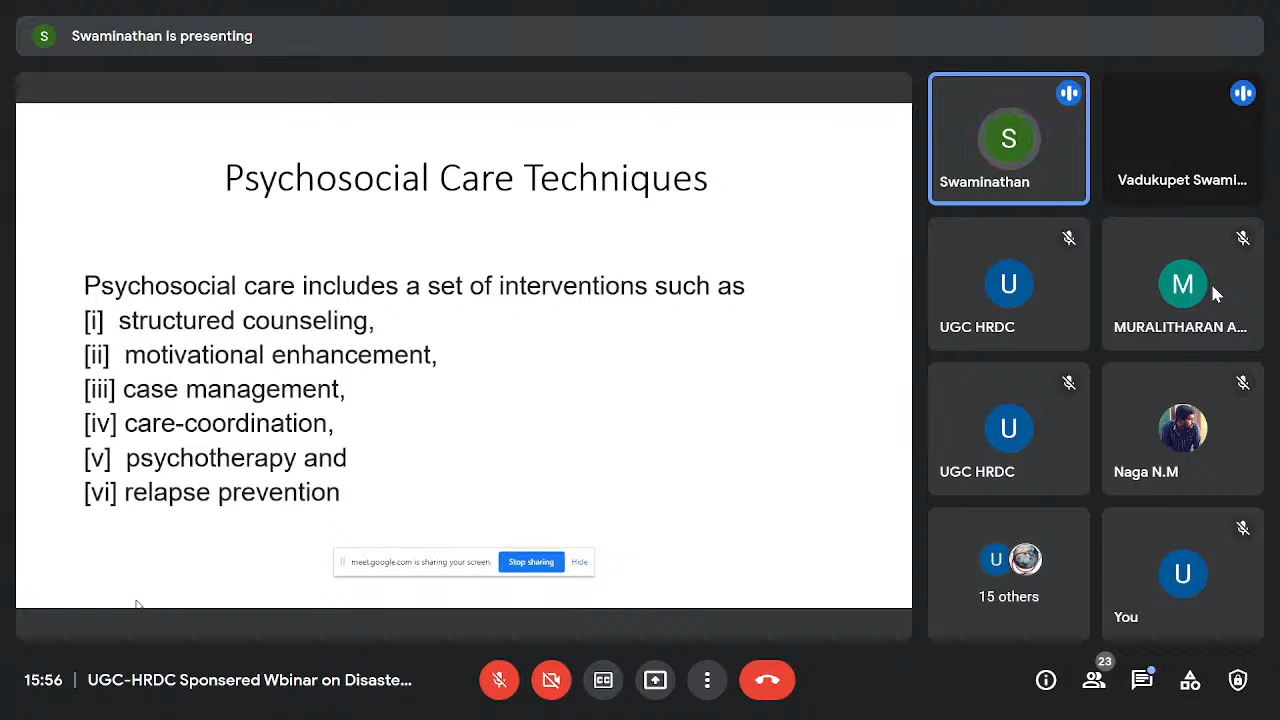 S Swaminathan is presenting
Psychosocial Care Techniques
Psychosocial care includes a set of interventions such as
[i] structured counseling,
[ii] motivational enhancement,
[iii] case management,
[iv] care-coordination,
[v] psychotherapy and
[vi] relapse prevention
meet.google.com is sharing your screen. Stop sharing Hide
S
Swaminathan
Vadukupet Swami...
U
UGC HRDC
M
MURALITHARAN A...
U
UGC HRDC
Naga N.M
U
15 others
U
You
15:56 | UGC-HRDC Sponsered Wbinar on Disaste...
CC
23